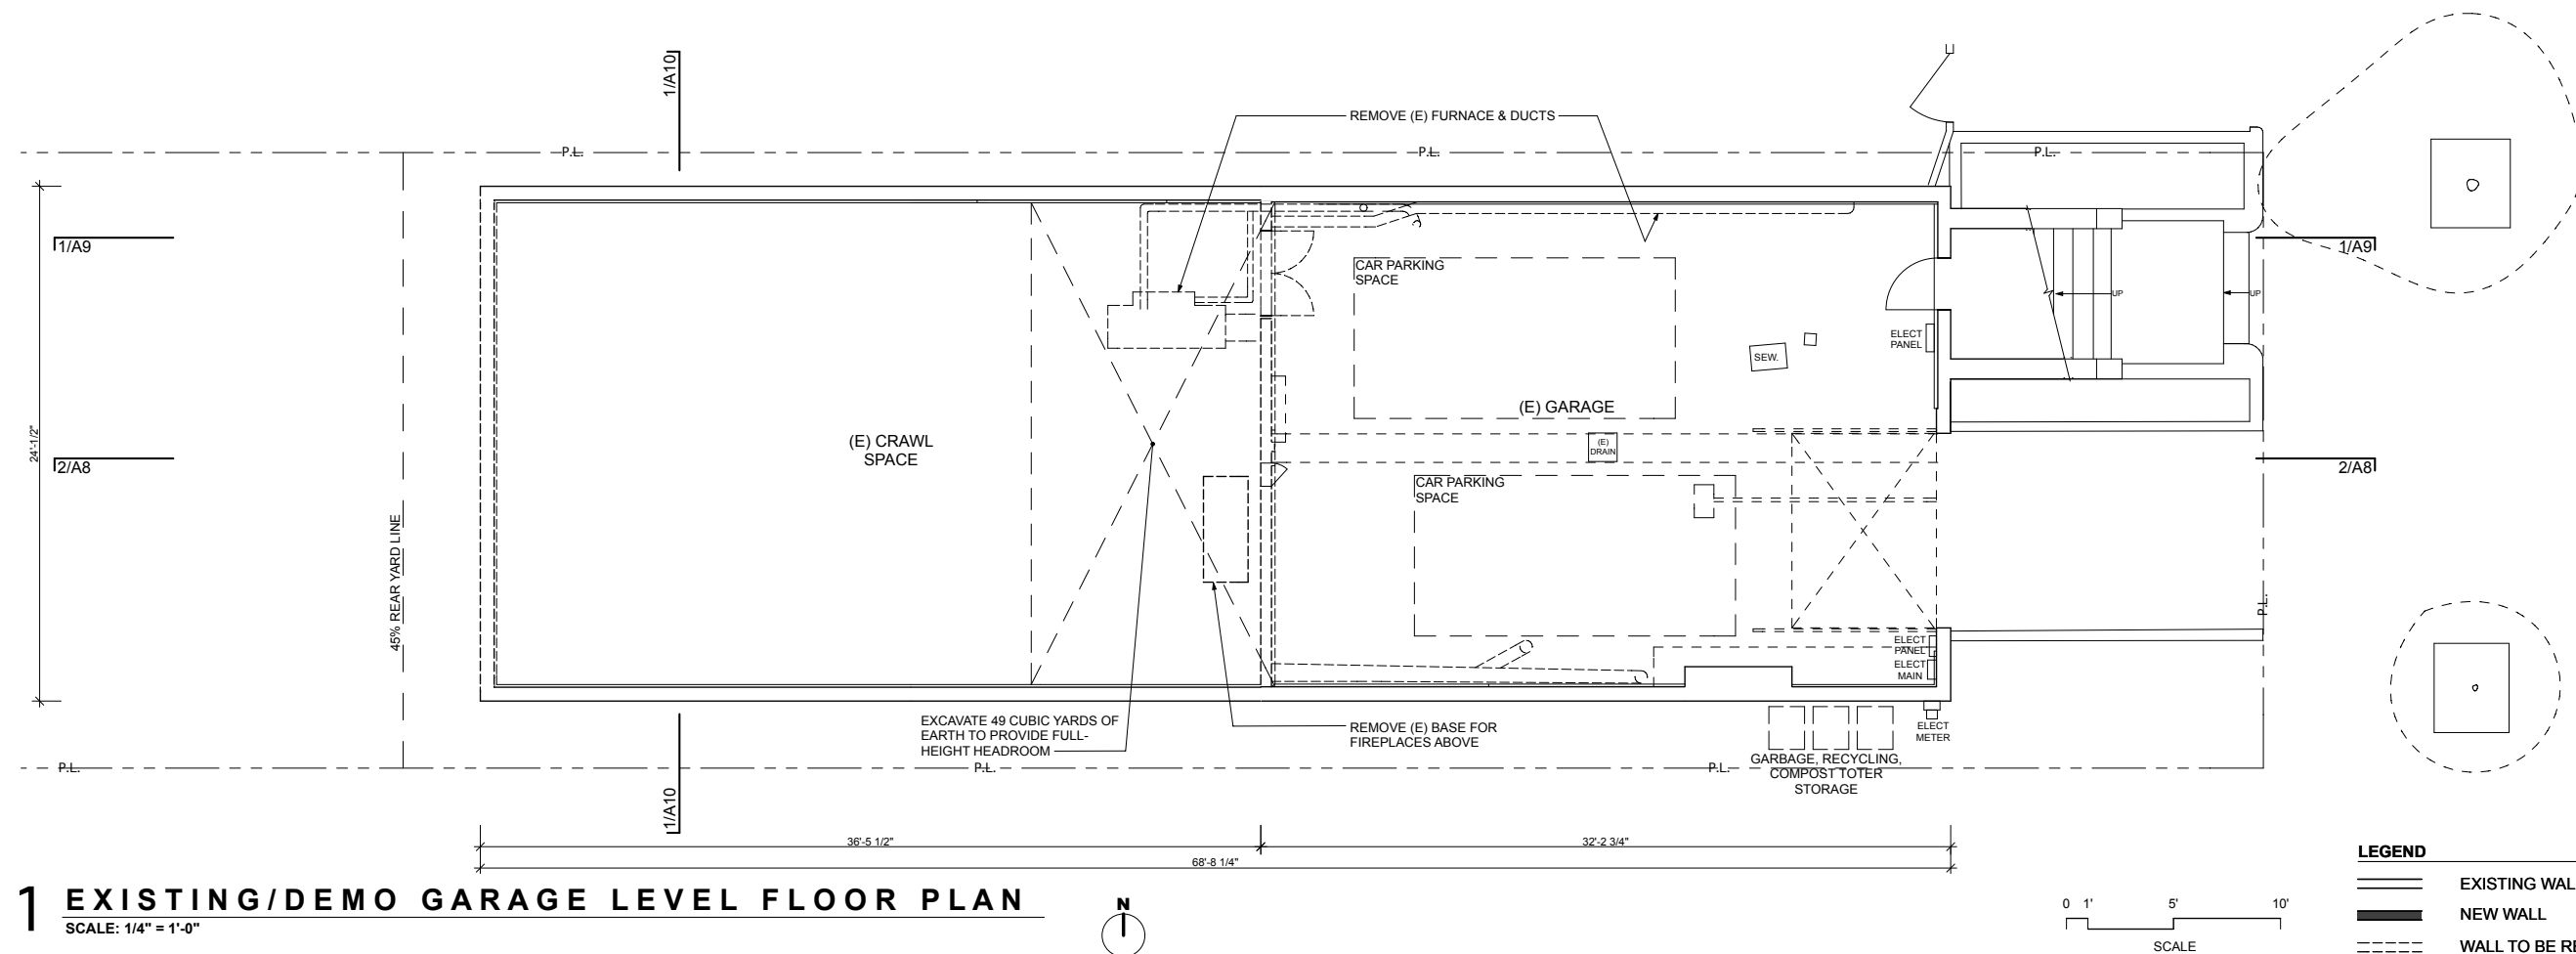 1/A10
REMOVE (E) FURNACE & DUCTS
P.L.
P.L.
P.L.
1/A9
1/A9
CAR PARKING
SPACE
UP
UP
ELECT
PANEL
SEW.
(E) GARAGE
(E) CRAWL
SPACE
(E)
DRAIN
24'-1/2"
2/A8
2/A8
CAR PARKING
SPACE
45% REAR YARD LINE
P.L.
ELECT
PANEL
ELECT
MAIN
EXCAVATE 49 CUBIC YARDS OF
EARTH TO PROVIDE FULL-
HEIGHT HEADROOM
REMOVE (E) BASE FOR
FIREPLACES ABOVE
ELECT
METER
P.L.
P.L.
P.L.
GARBAGE, RECYCLING,
COMPOST TOTER
STORAGE
1/A10
36'-5 1/2"
32'-2 3/4"
68'-8 1/4"
1 EXISTING/DEMO GARAGE LEVEL FLOOR PLAN
SCALE: 1/4" = 1'-0"
N
0 1' 5' 10'
SCALE
LEGEND
EXISTING WAL
NEW WALL
WALL TO BE RE